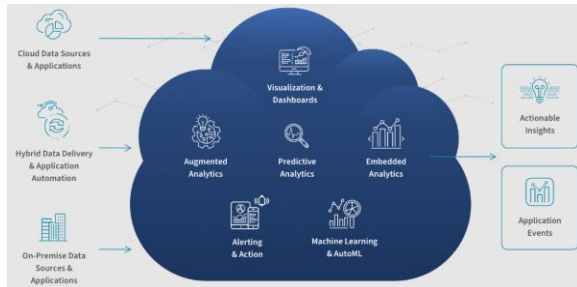 Cloud Data Sources
& Applications
Hybrid Data Delivery
& Application
Automation
On-Premise Data
Sources &
Applications
Visualization &
Dashboards
Augmented
Analytics
Predictive
Analytics
Embedded
Analytics
Alerting
& Action
Machine Learning
& AutoML
Actionable
Insights
Application
Events